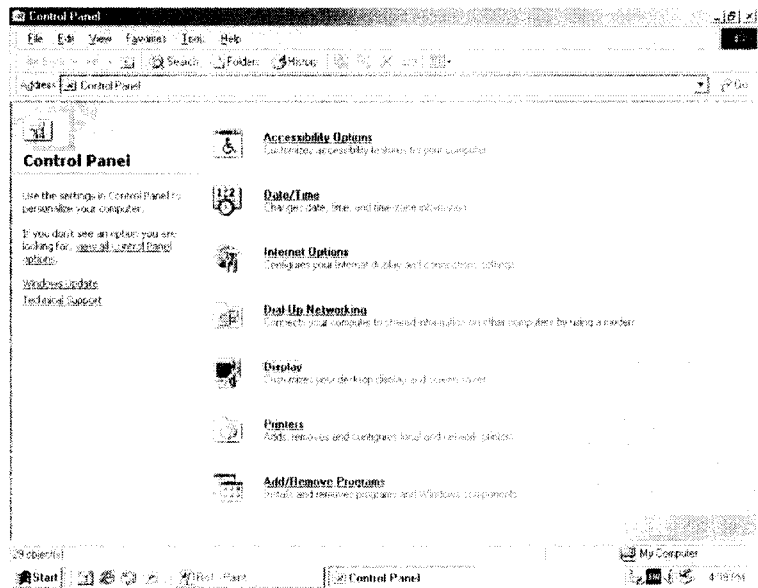 Control Panel
File Edit View Favorites Tools Help
Search Folders History
Address Control Panel Go
Control Panel
Use the settings in Control Panel to
personalize your computer.
If you don't see an option you are
looking for, view all Control Panel
options.
Windows Update
Technical Support
Accessibility Options
Customizes accessibility features for your computer
Date/Time
Changes date, time, and time zone information
Internet Options
Configures your Internet display and connections settings
Dial-Up Networking
Connects your computer to shared information on other computers by using a modem
Display
Customizes your desktop display and screen saver
Printers
Adds, removes and configures local and network printers
Add/Remove Programs
Installs and removes programs and Windows components
29 object(s)
My Computer
Start
Control Panel